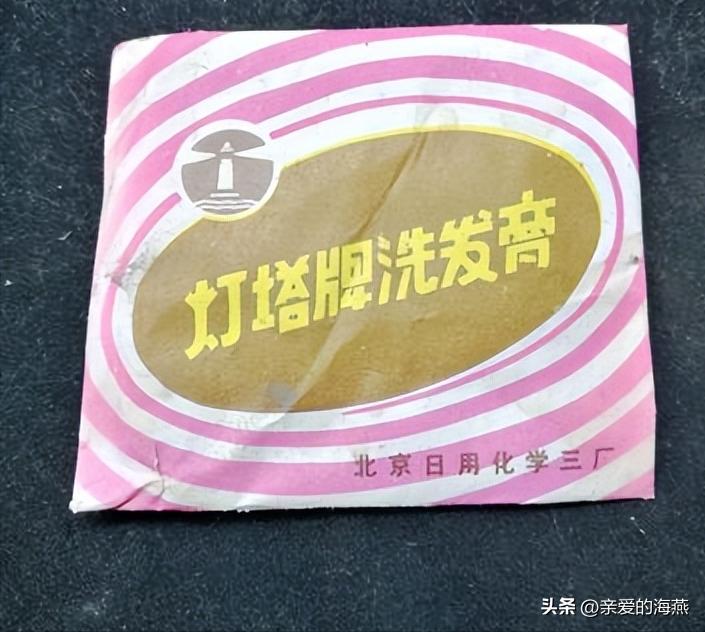 灯塔牌洗发膏
北京日用化学三厂
头条 @亲爱的海燕